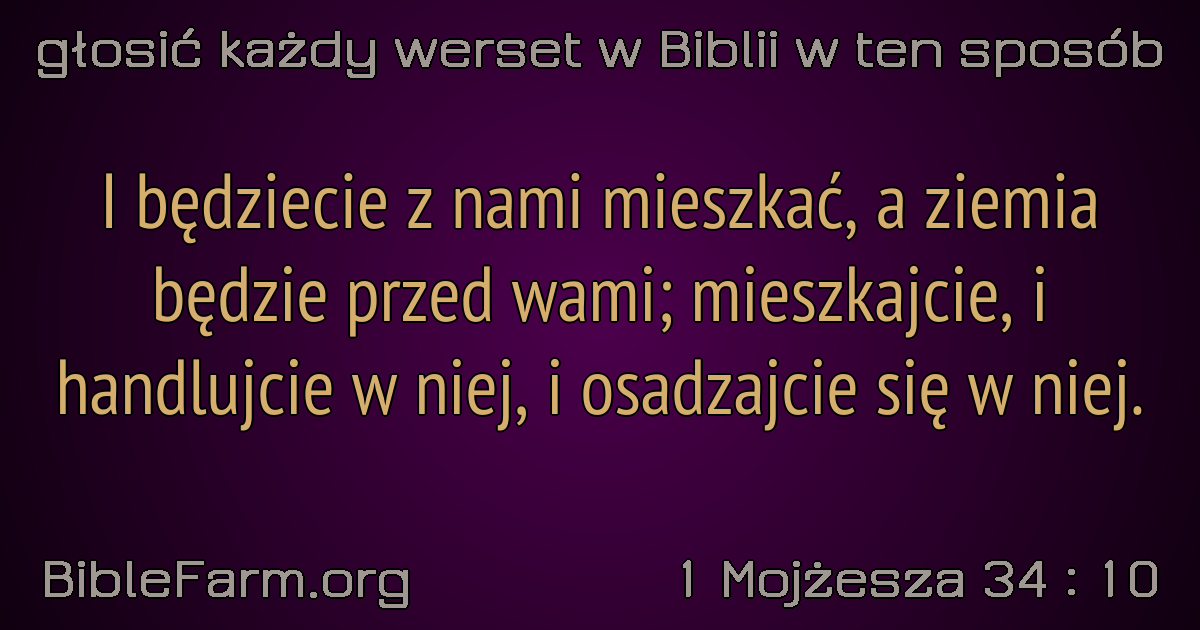 głosić każdy werset w Biblii w ten sposób
I będziecie z nami mieszkać, a ziemia
będzie przed wami; mieszkajcie, i
handlujcie w niej, i osadzajcie się w niej.
BibleFarm.org
1 Mojżesza 34 : 10